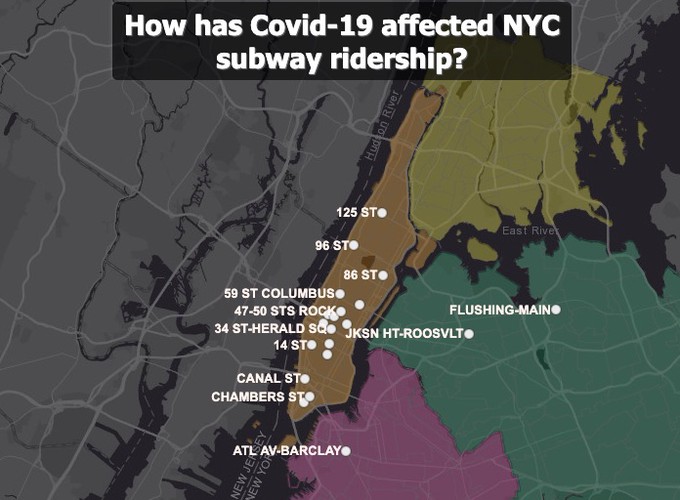 How has Covid-19 affected NYC
subway ridership?
Hudson River
125 ST
East River
96 ST
86 ST
59 ST COLUMBUS
47-50 STS ROCK
FLUSHING-MAIN
34 ST-HERALD SQ
JKSN HT-ROOSVLT
14 ST
CANAL ST
CHAMBERS ST
ATL AV-BARCLAY
NEW JERSEY
NEW YORK